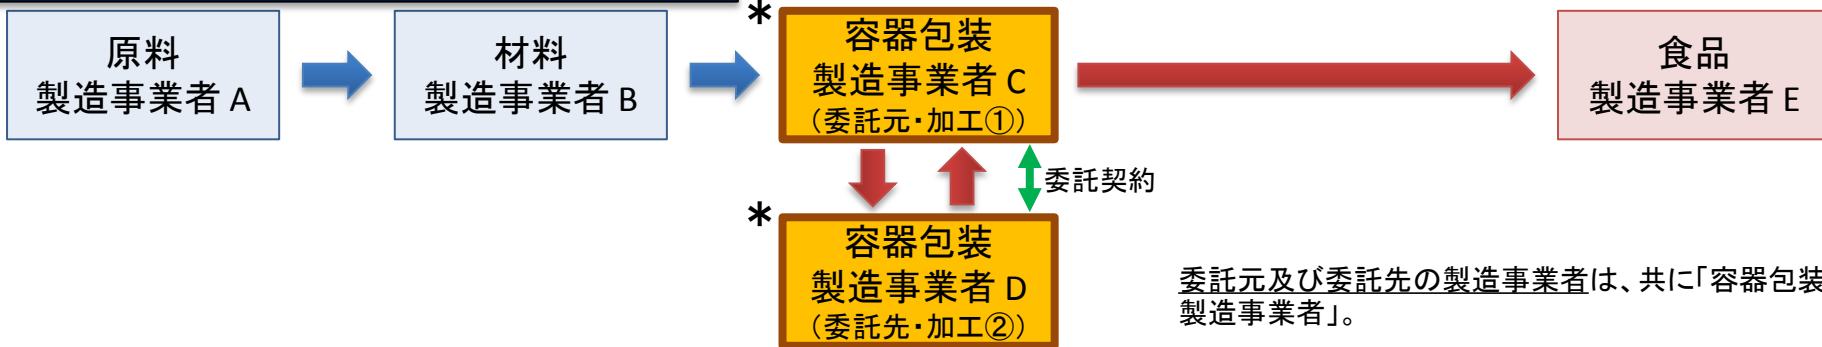 原料
製造事業者 A
材料
製造事業者 B
*
容器包装
製造事業者 C
(委託元・加工①)
食品
製造事業者 E
委託契約
*
容器包装
製造事業者 D
(委託先・加工②)
委託元及び委託先の製造事業者は、共に「容器包装
製造事業者」。